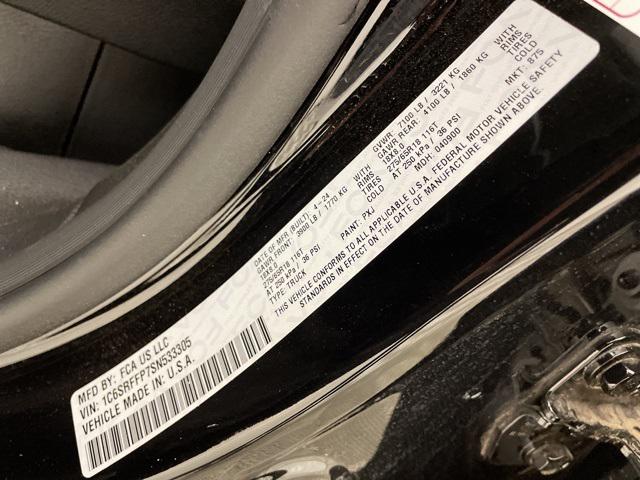 MFD BY: FCA US LLC
DATE OF MFR (BUILT): 4-24
GVWR: 7100 LB / 3221 KG
GAWR FRONT: 3900 LB / 1770 KG WITH
GAWR REAR: 4100 LB / 1860 KG WITH
18X8.0 RIMS
18X8.0 RIMS
275/65R18 116T TIRES
275/65R18 116T TIRES
AT 250 kPa / 36 PSI COLD
AT 250 kPa / 36 PSI COLD
TYPE: TRUCK
PAINT: PXJ
MDH: 040900
MKT: 875
THIS VEHICLE CONFORMS TO ALL APPLICABLE U.S.A. FEDERAL MOTOR VEHICLE SAFETY
STANDARDS IN EFFECT ON THE DATE OF MANUFACTURE SHOWN ABOVE.
VIN: 1C6SRFFP7SN533305
VEHICLE MADE IN: U.S.A.